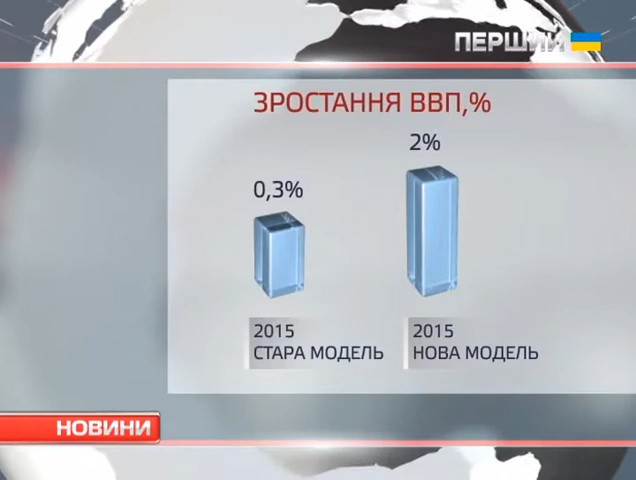 ПЕРШИЙ
ЗРОСТАННЯ ВВП,%
0,3%
2%
2015
СТАРА МОДЕЛЬ
2015
НОВА МОДЕЛЬ
НОВИНИ